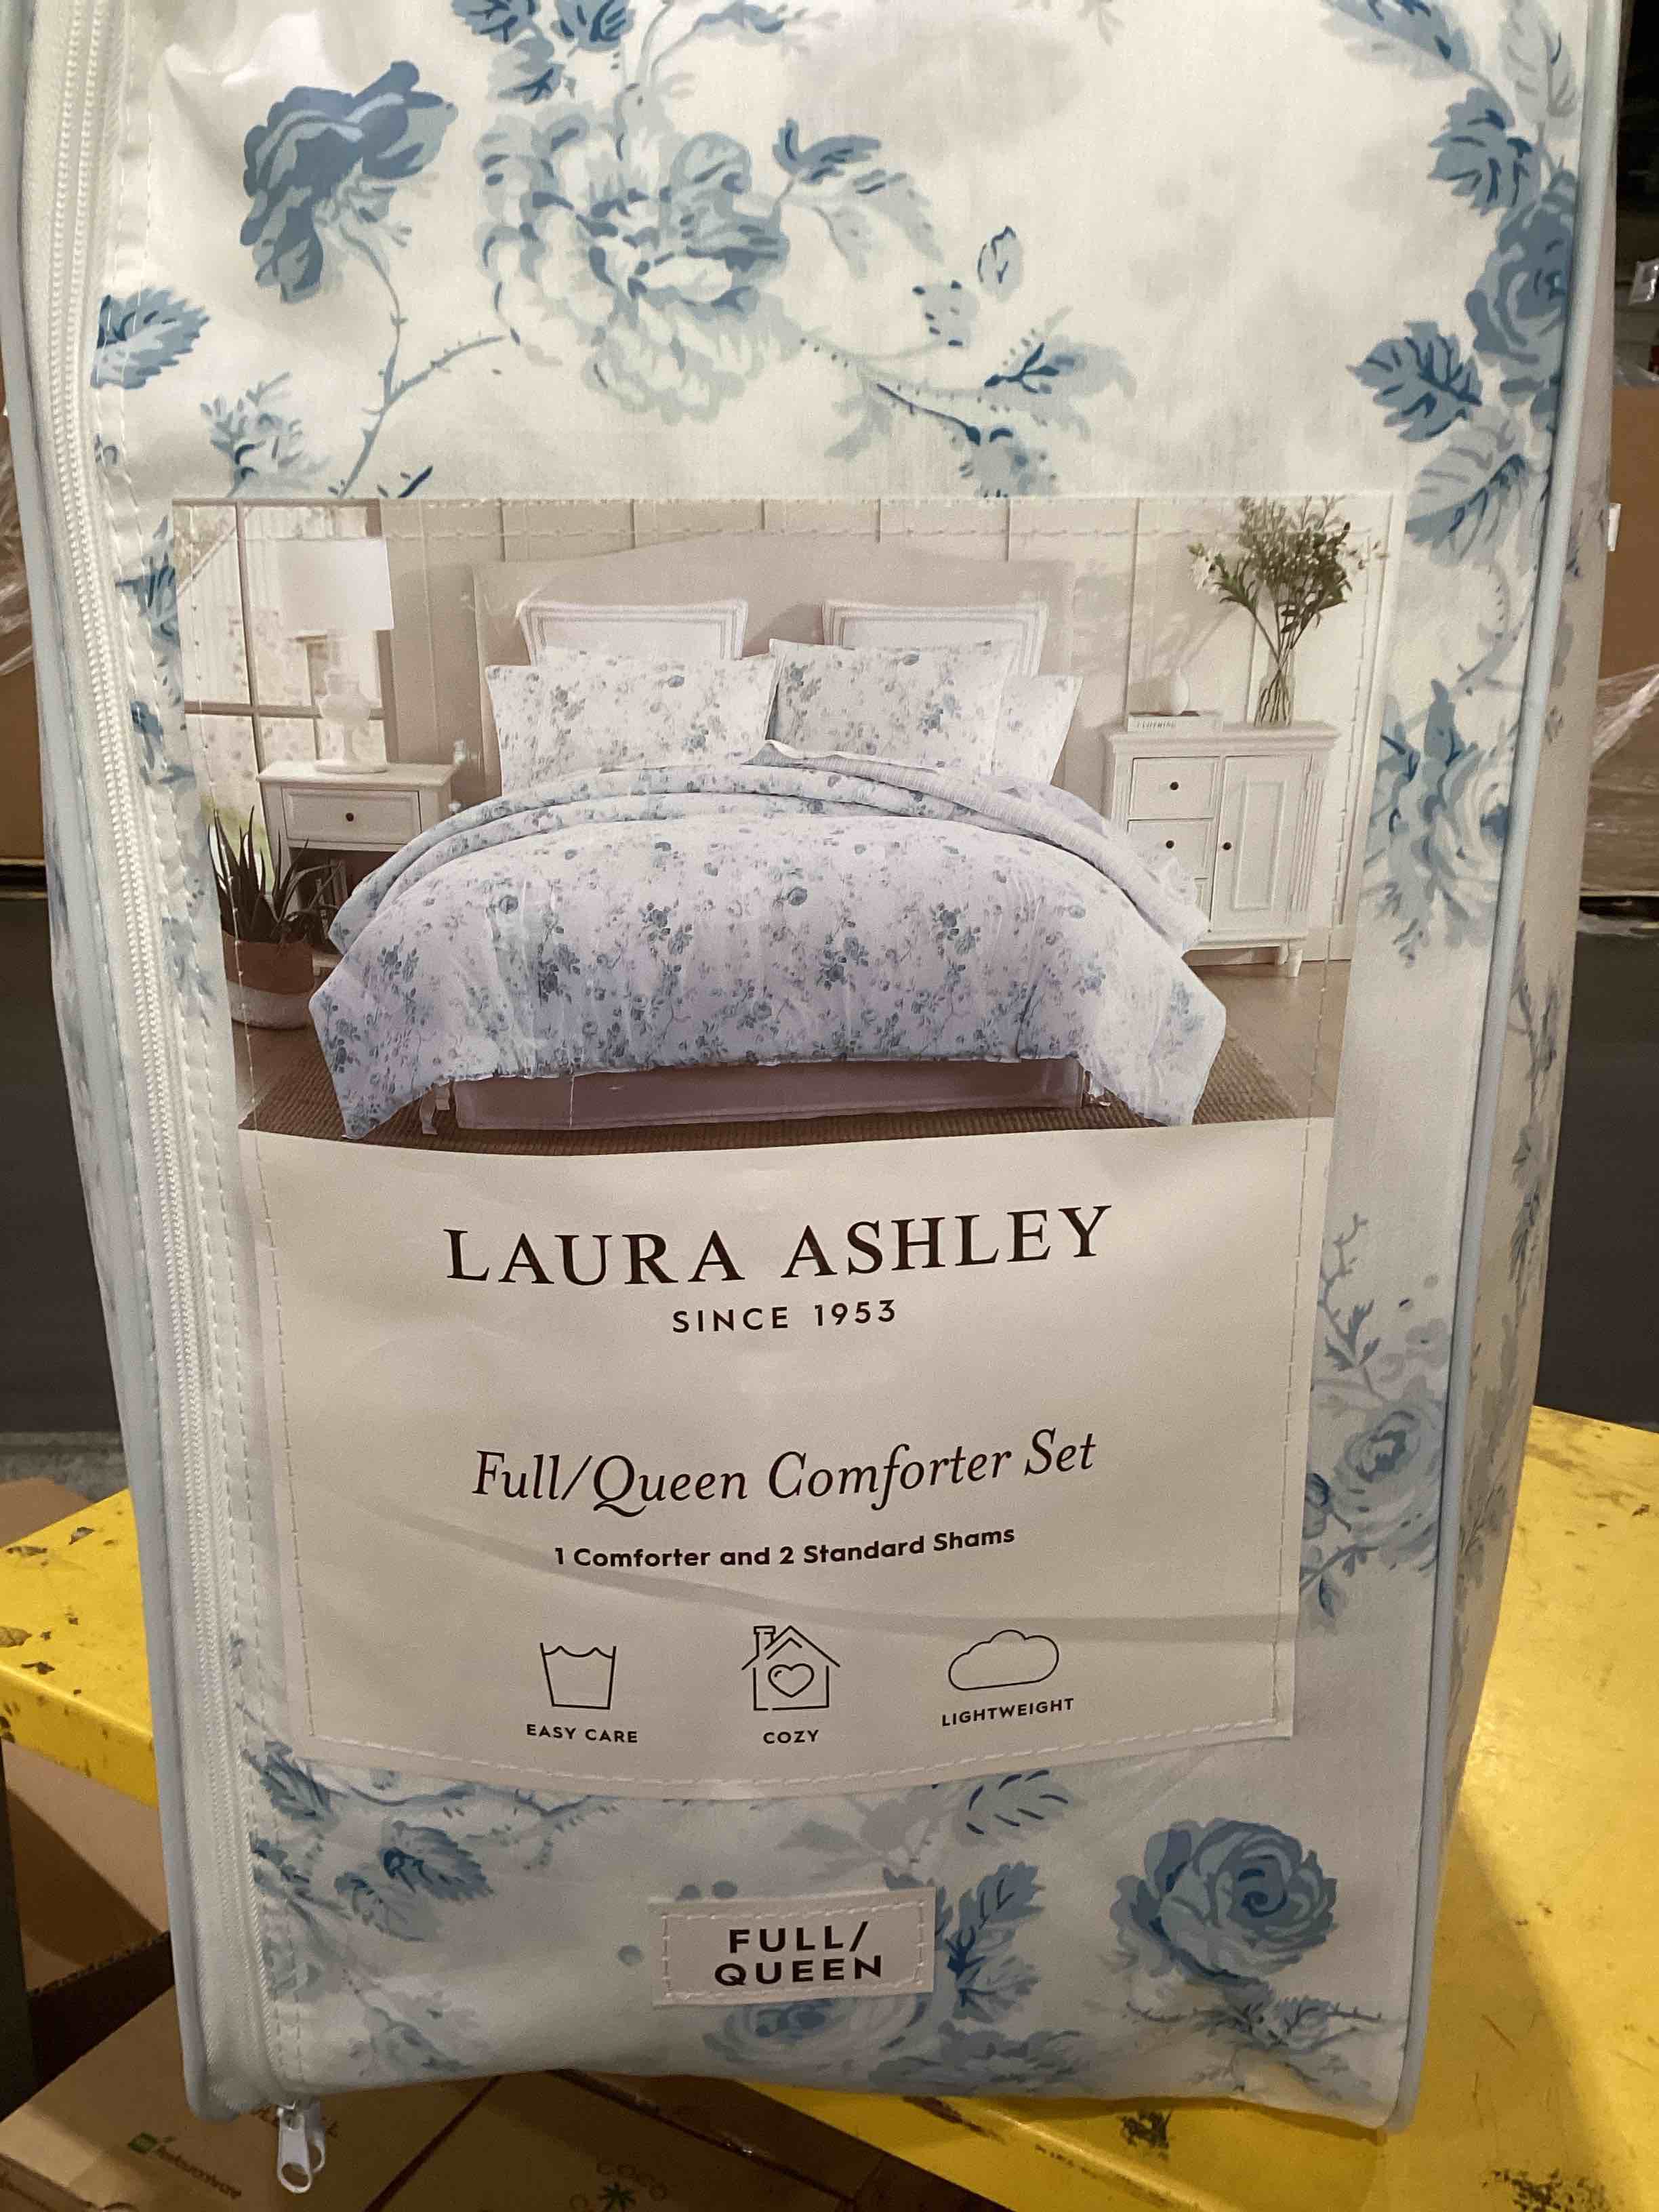 LAURA ASHLEY
SINCE 1953
Full/Queen Comforter Set
1 Comforter and 2 Standard Shams
EASY CARE
COZY
LIGHTWEIGHT
FULL/
QUEEN